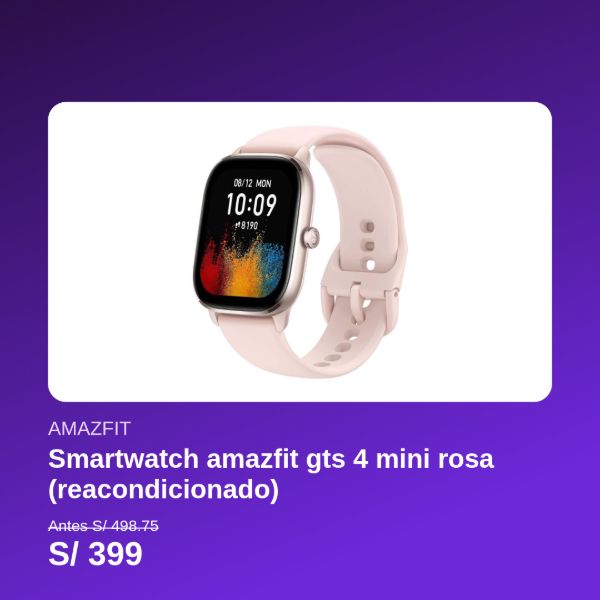 08/12 MON
10:09
8190
AMAZFIT
Smartwatch amazfit gts 4 mini rosa
(reacondicionado)
Antes S/ 498.75
S/ 399